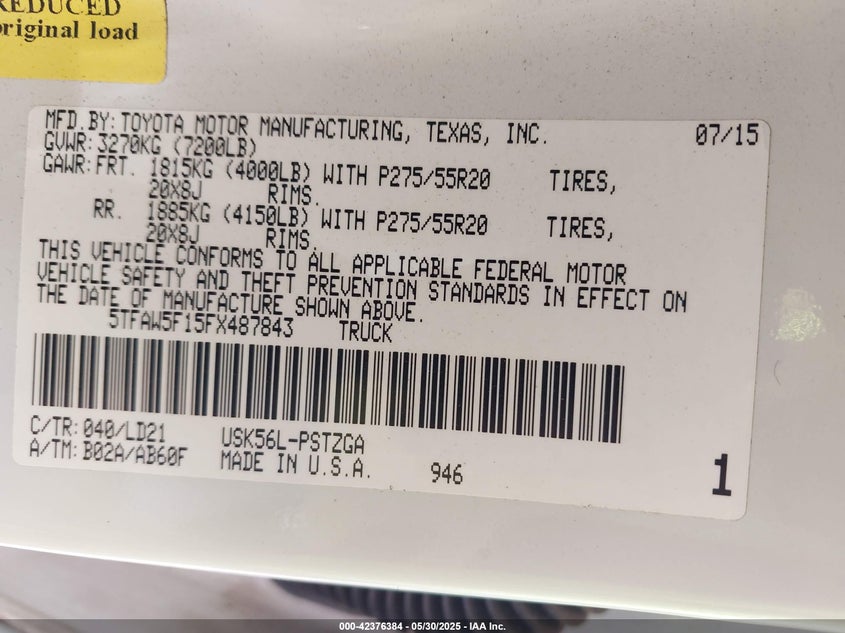 REDUCED
original load
MFD.BY:TOYOTA MOTOR MANUFACTURING, TEXAS, INC. 07/15
GVWR:3270KG (7200LB)
GAWR:FRT. 1815KG (4000LB) WITH P275/55R20 TIRES,
20X8J RIMS.
RR. 1885KG (4150LB) WITH P275/55R20 TIRES,
20X8J RIMS.
THIS VEHICLE CONFORMS TO ALL APPLICABLE FEDERAL MOTOR
VEHICLE SAFETY AND THEFT PREVENTION STANDARDS IN EFFECT ON
THE DATE OF MANUFACTURE SHOWN ABOVE.
5TFAW5F15FX487843 TRUCK
C/TR:040/LD21 USK56L-PSTZGA
A/TM:B02A/AB60F MADE IN U.S.A. 946 1
000-42376384 — 05/30/2025 — IAA Inc.